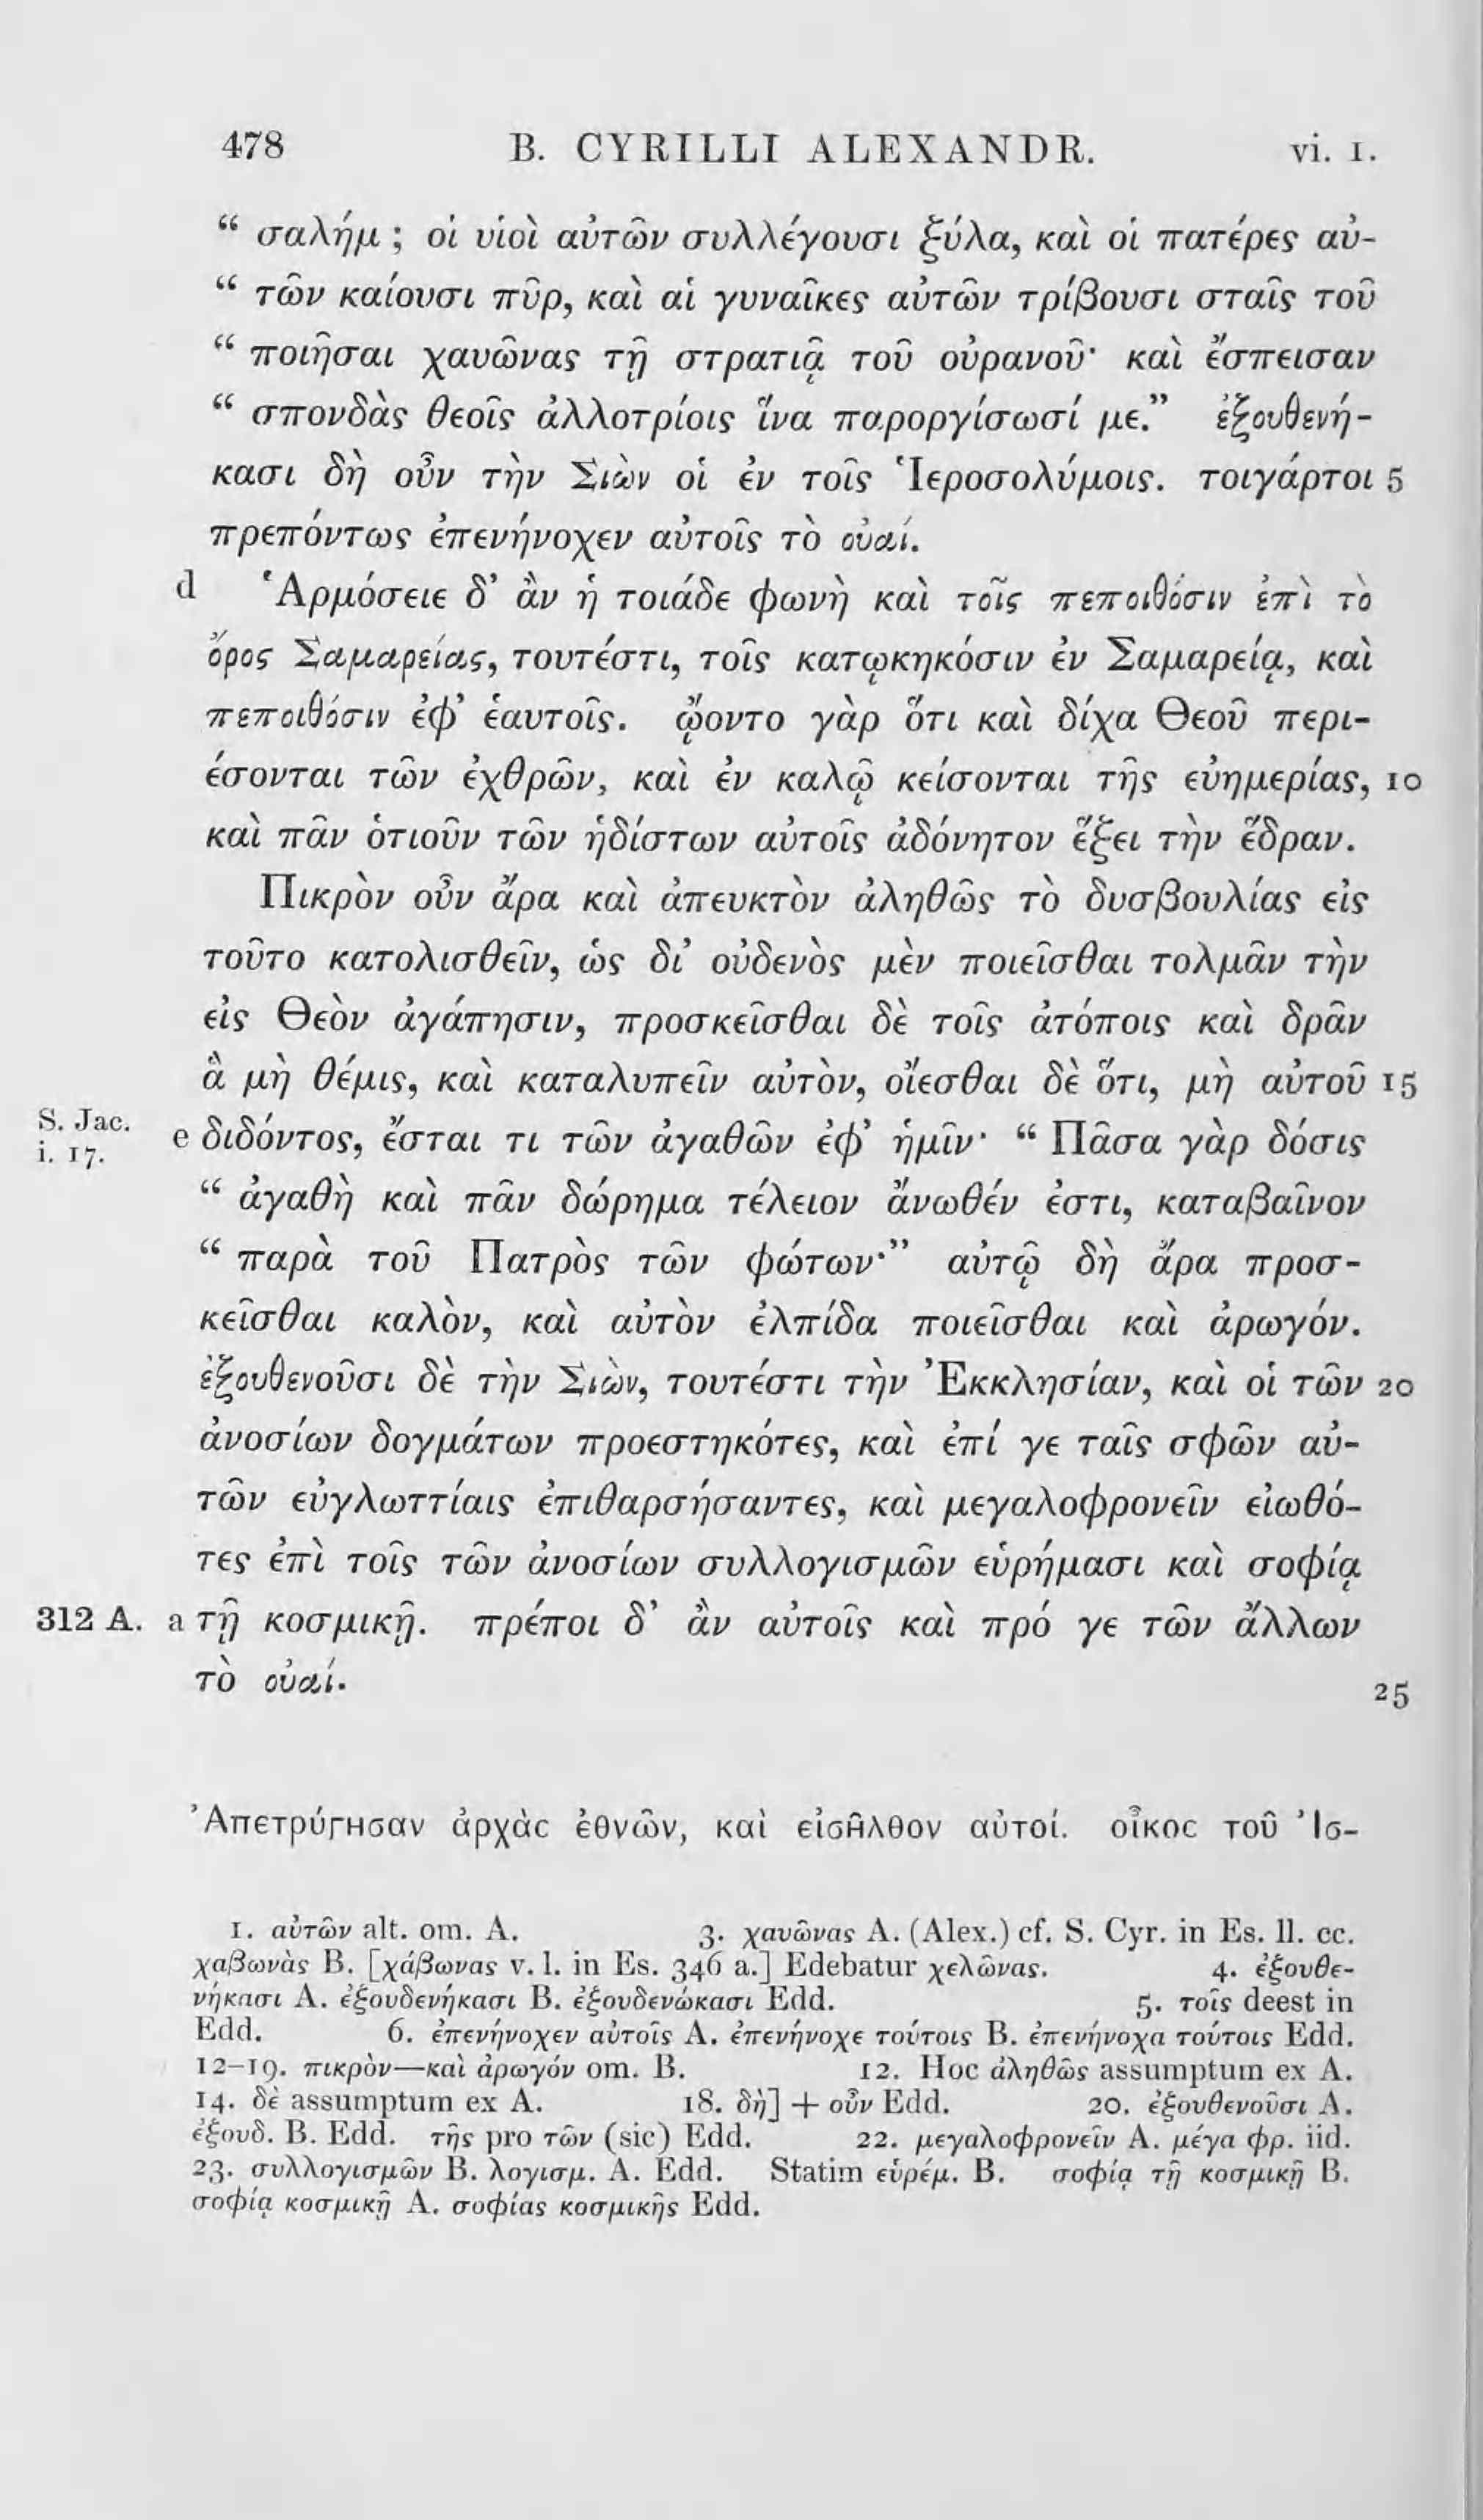 478 B. CYRILLI ALEXANDR. vi. 1.
“ σαλήμ ; οἱ υἱοὶ αὐτῶν συλλέγουσι ξύλα, καὶ οἱ πατέρες αὐ-
“ τῶν καίουσι πῦρ, καὶ αἱ γυναῖκες αὐτῶν τρίβουσι σταῖς τοῦ
“ ποιῆσαι χαυῶνας τῇ στρατιᾷ τοῦ οὐρανοῦ· καὶ ἔσπεισαν
“ σπονδὰς θεοῖς ἀλλοτρίοις ἵνα παροργίσωσί με.” ἐξουθενή-
κασι δὴ οὖν τὴν Σιὼν οἱ ἐν τοῖς Ἱεροσολύμοις. τοιγάρτοι 5
πρεπόντως ἐπενήνοχεν αὐτοῖς τὸ οὐαί.
d Ἁρμόσειε δ’ ἂν ἡ τοιάδε φωνὴ καὶ τοῖς πεποιθόσιν ἐπὶ τὸ
ὄρος Σαμαρείας, τουτέστι, τοῖς κατῳκηκόσιν ἐν Σαμαρείᾳ, καὶ
πεποιθόσιν ἐφ’ ἑαυτοῖς. ᾤοντο γὰρ ὅτι καὶ δίχα Θεοῦ περι-
έσονται τῶν ἐχθρῶν, καὶ ἐν καλῷ κείσονται τῆς εὐημερίας, 10
καὶ πᾶν ὁτιοῦν τῶν ἡδίστων αὐτοῖς ἀδόνητον ἕξει τὴν ἕδραν.
Πικρὸν οὖν ἄρα καὶ ἀπευκτὸν ἀληθῶς τὸ δυσβουλίας εἰς
τοῦτο κατολισθεῖν, ὡς δι’ οὐδενὸς μὲν ποιεῖσθαι τολμᾶν τὴν
εἰς Θεὸν ἀγάπησιν, προσκεῖσθαι δὲ τοῖς ἀτόποις καὶ δρᾶν
ἃ μὴ θέμις, καὶ καταλυπεῖν αὐτὸν, οἴεσθαι δὲ ὅτι, μὴ αὐτοῦ 15
S. Jac. i. 17. e διδόντος, ἔσται τι τῶν ἀγαθῶν ἐφ’ ἡμῖν· “ Πᾶσα γὰρ δόσις
“ ἀγαθὴ καὶ πᾶν δώρημα τέλειον ἄνωθέν ἐστι, καταβαῖνον
“ παρὰ τοῦ Πατρὸς τῶν φώτων·” αὐτῷ δὴ ἄρα προσ-
κεῖσθαι καλὸν, καὶ αὐτὸν ἐλπίδα ποιεῖσθαι καὶ ἀρωγόν.
ἐξουθενοῦσι δὲ τὴν Σιὼν, τουτέστι τὴν Ἐκκλησίαν, καὶ οἱ τῶν 20
ἀνοσίων δογμάτων προεστηκότες, καὶ ἐπί γε ταῖς σφῶν αὐ-
τῶν εὐγλωττίαις ἐπιθαρσήσαντες, καὶ μεγαλοφρονεῖν εἰωθό-
τες ἐπὶ τοῖς τῶν ἀνοσίων συλλογισμῶν εὑρήμασι καὶ σοφίᾳ
312 A. a τῇ κοσμικῇ. πρέποι δ’ ἂν αὐτοῖς καὶ πρό γε τῶν ἄλλων
τὸ οὐαί. 25
Ἀπετρύγησαν ἀρχὰς ἐθνῶν, καὶ εἰσῆλθον αὐτοί. οἶκος τοῦ Ἰσ-
1. αὐτῶν alt. om. A. 3. χαυῶνας A. (Alex.) cf. S. Cyr. in Es. ll. cc.
χαβωνὰς B. [χάβωνας v. l. in Es. 346 a.] Edebatur χελῶνας. 4. ἐξουθε-
νήκασι A. ἐξουδενήκασι B. ἐξουδενώκασι Edd. 5. τοῖς deest in
Edd. 6. ἐπενήνοχεν αὐτοῖς A. ἐπενήνοχε τούτοις B. ἐπενήνοχα τούτοις Edd.
12–19. πικρὸν—καὶ ἀρωγόν om. B. 12. Hoc ἀληθῶς assumptum ex A.
14. δὲ assumptum ex A. 18. δὴ] + οὖν Edd. 20. ἐξουθενοῦσι A.
ἐξουδ. B. Edd. τῆς pro τῶν (sic) Edd. 22. μεγαλοφρονεῖν A. μέγα φρ. iid.
23. συλλογισμῶν B. λογισμ. A. Edd. Statim εὑρέμ. B. σοφίᾳ τῇ κοσμικῇ B.
σοφίᾳ κοσμικῇ A. σοφίας κοσμικῆς Edd.